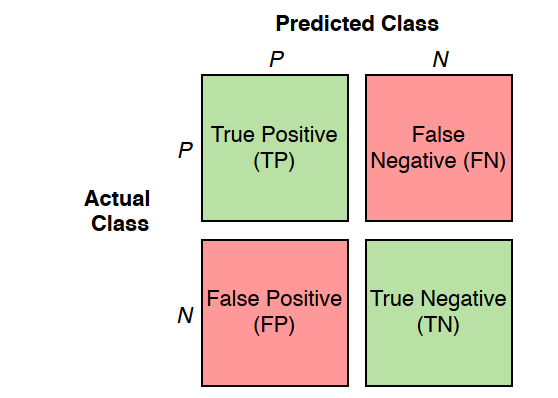 Predicted Class
P N
True Positive
(TP)
False
Negative (FN)
P
Actual
Class
False Positive
(FP)
True Negative
(TN)
N